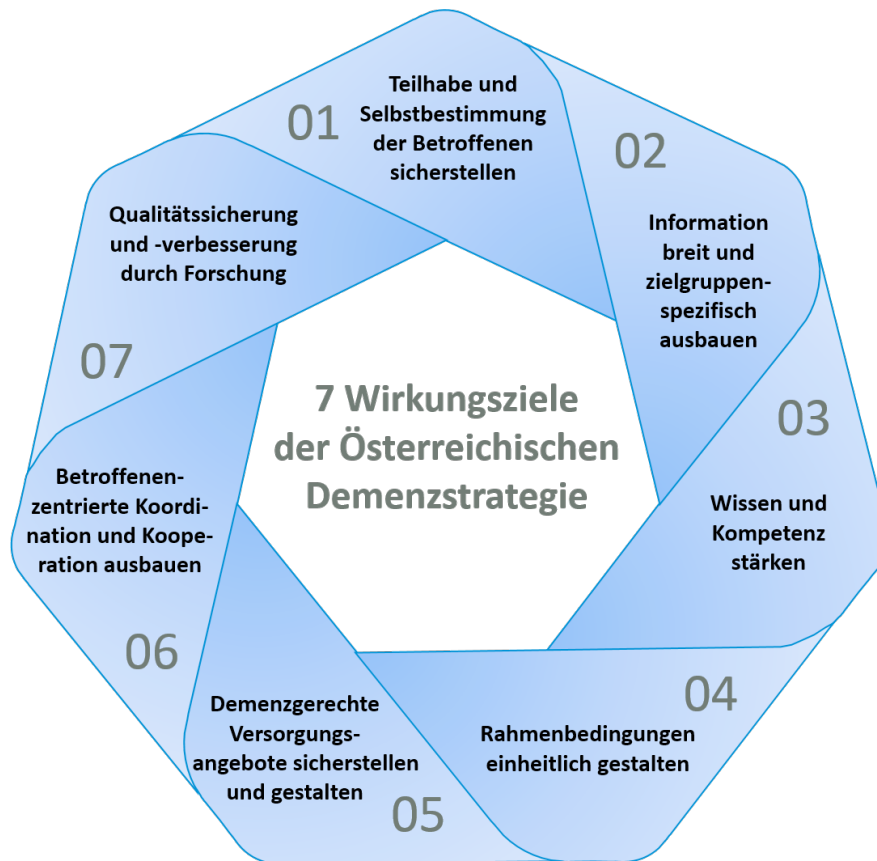 7 Wirkungsziele
der Österreichischen
Demenzstrategie
01
Teilhabe und
Selbstbestimmung
der Betroffenen
sicherstellen
02
Information
breit und
zielgruppen-
spezifisch
ausbauen
03
Wissen und
Kompetenz
stärken
04
Rahmenbedingungen
einheitlich gestalten
05
Demenzgerechte
Versorgungs-
angebote sicherstellen
und gestalten
06
Betroffenen-
zentrierte Koordi-
nation und Koope-
ration ausbauen
07
Qualitätssicherung
und -verbesserung
durch Forschung